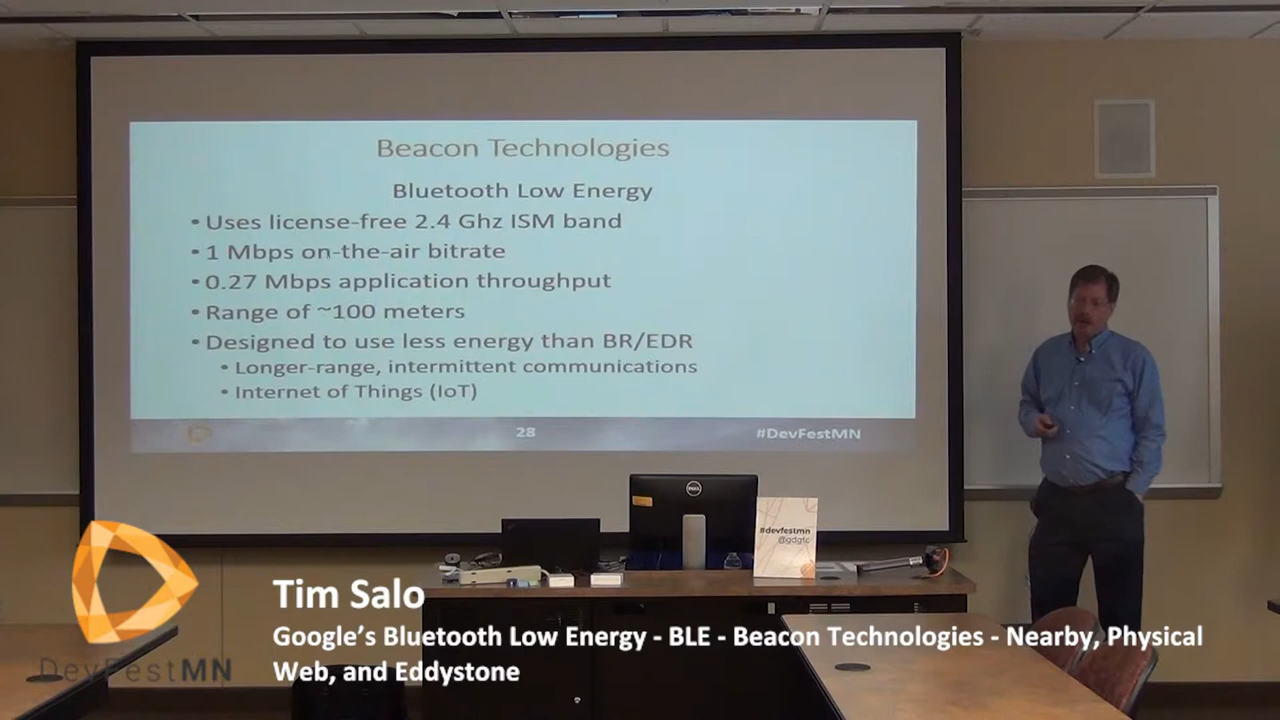 Beacon Technologies
Bluetooth Low Energy
• Uses license-free 2.4 Ghz ISM band
• 1 Mbps on-the-air bitrate
• 0.27 Mbps application throughput
• Range of ~100 meters
• Designed to use less energy than BR/EDR
• Longer-range, intermittent communications
• Internet of Things (IoT)
28
#DevFestMN
DELL
#devfestmn
@gdgtc
Tim Salo
Google's Bluetooth Low Energy - BLE - Beacon Technologies - Nearby, Physical
Web, and Eddystone
DevFestMN